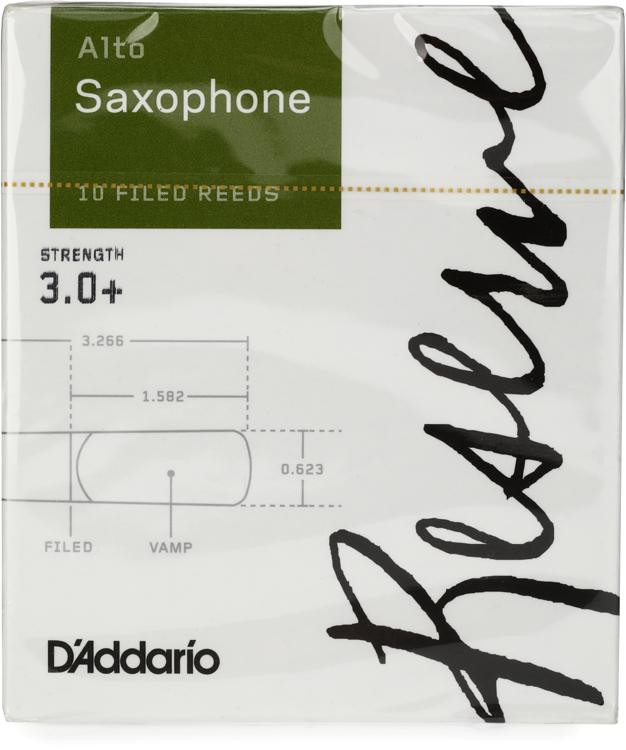 Alto
Saxophone
10 FILED REEDS
STRENGTH
3.0+
3.266
1.582
0.623
FILED VAMP
D'Addario
Reserve